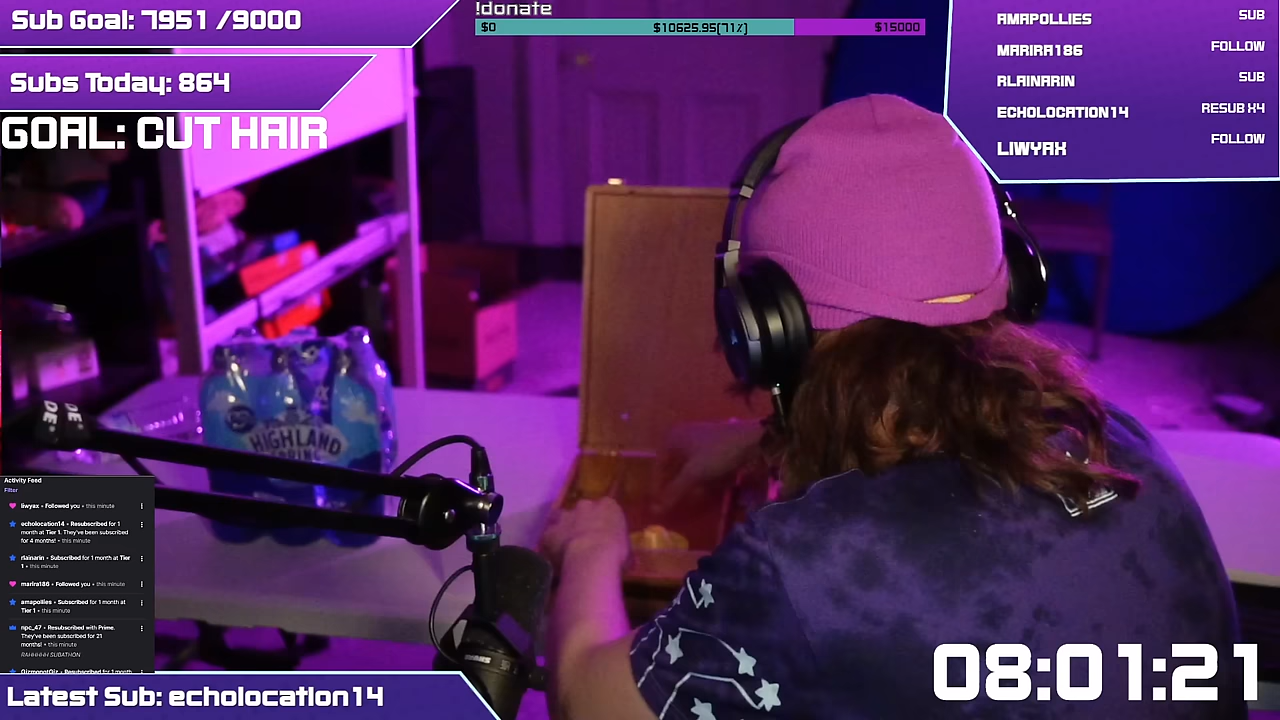 Sub Goal: 7951 /9000
Subs Today: 864
GOAL: CUT HAIR
!donate
$0
$10625.95(71%)
$15000
AMAPOLLIES SUB
MARIRA186 FOLLOW
RLAINARIN SUB
ECHOLOCATION14 RESUB X4
LIWYAX FOLLOW
HIGHLAND
SPRING
Activity Feed
Filter
liwyax • Followed you • this minute
echolocation14 • Resubscribed for 1
month at Tier 1. They've been subscribed
for 4 months! • this minute
rlainarin • Subscribed for 1 month at Tier
1 • this minute
marira186 • Followed you • this minute
amapollies • Subscribed for 1 month at
Tier 1 • this minute
npc_47 • Resubscribed with Prime.
They've been subscribed for 21
months! • this minute
Latest Sub: echolocation14
08:01:21